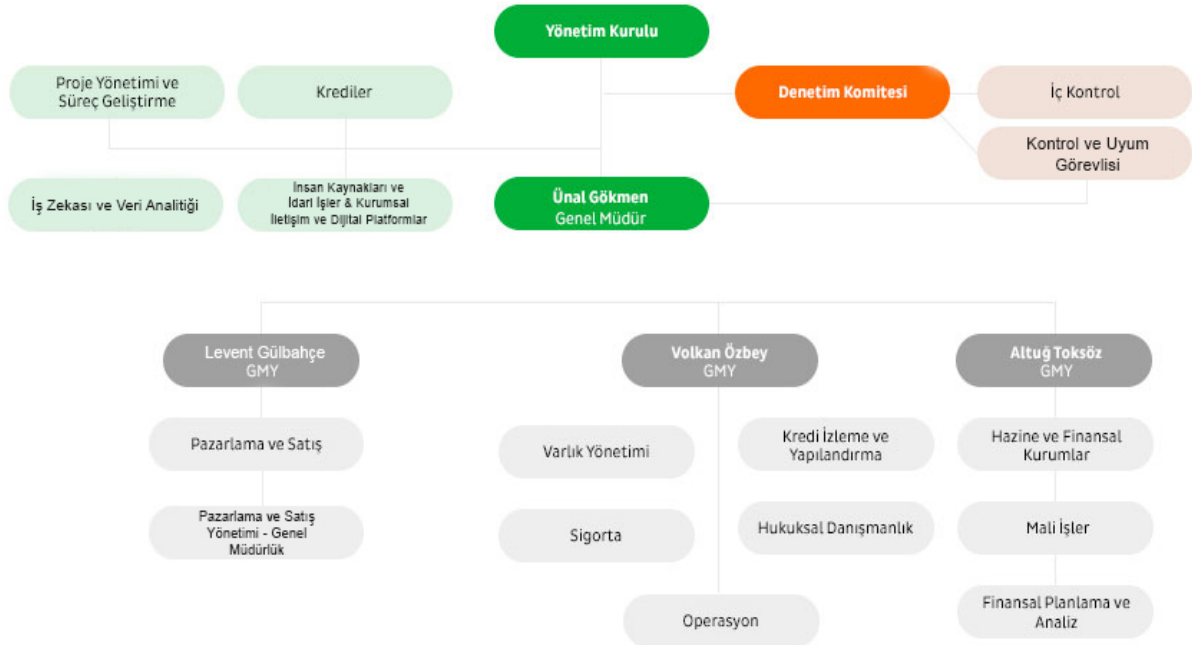 Yönetim Kurulu
Proje Yönetimi ve
Süreç Geliştirme
Krediler
Denetim Komitesi
İç Kontrol
Kontrol ve Uyum
Görevlisi
İş Zekası ve Veri Analitiği
İnsan Kaynakları ve
İdari İşler & Kurumsal
İletişim ve Dijital Platformlar
Ünal Gökmen
Genel Müdür
Levent Gülbahçe
GMY
Volkan Özbey
GMY
Altuğ Toksöz
GMY
Pazarlama ve Satış
Pazarlama ve Satış
Yönetimi - Genel
Müdürlük
Varlık Yönetimi
Kredi İzleme ve
Yapılandırma
Sigorta
Hukuksal Danışmanlık
Operasyon
Hazine ve Finansal
Kurumlar
Mali İşler
Finansal Planlama ve
Analiz